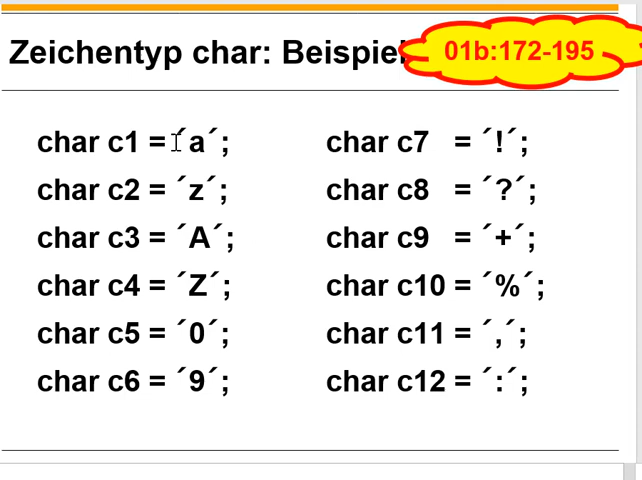 Zeichentyp char: Beispiel
01b:172-195
char c1 = ´a´;
char c2 = ´z´;
char c3 = ´A´;
char c4 = ´Z´;
char c5 = ´0´;
char c6 = ´9´;
char c7 = ´!´;
char c8 = ´?´;
char c9 = ´+´;
char c10 = ´%´;
char c11 = ´,´;
char c12 = ´:´;